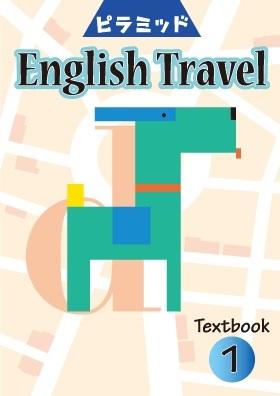 ピラミッド
English Travel
Textbook
1